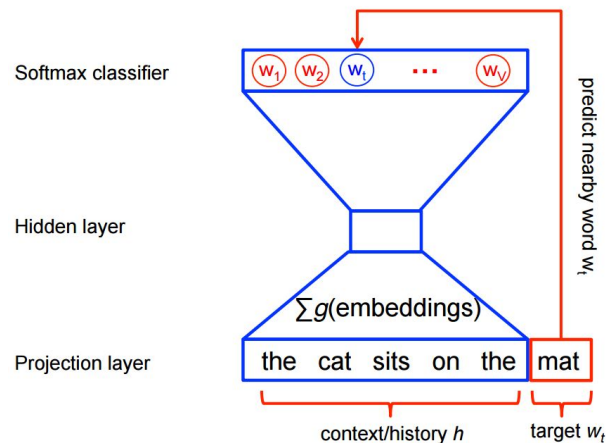 Softmax classifier
w1 w2 wt ... wV
predict nearby word wt
Hidden layer
∑g(embeddings)
Projection layer
the cat sits on the mat
context/history h
target wt